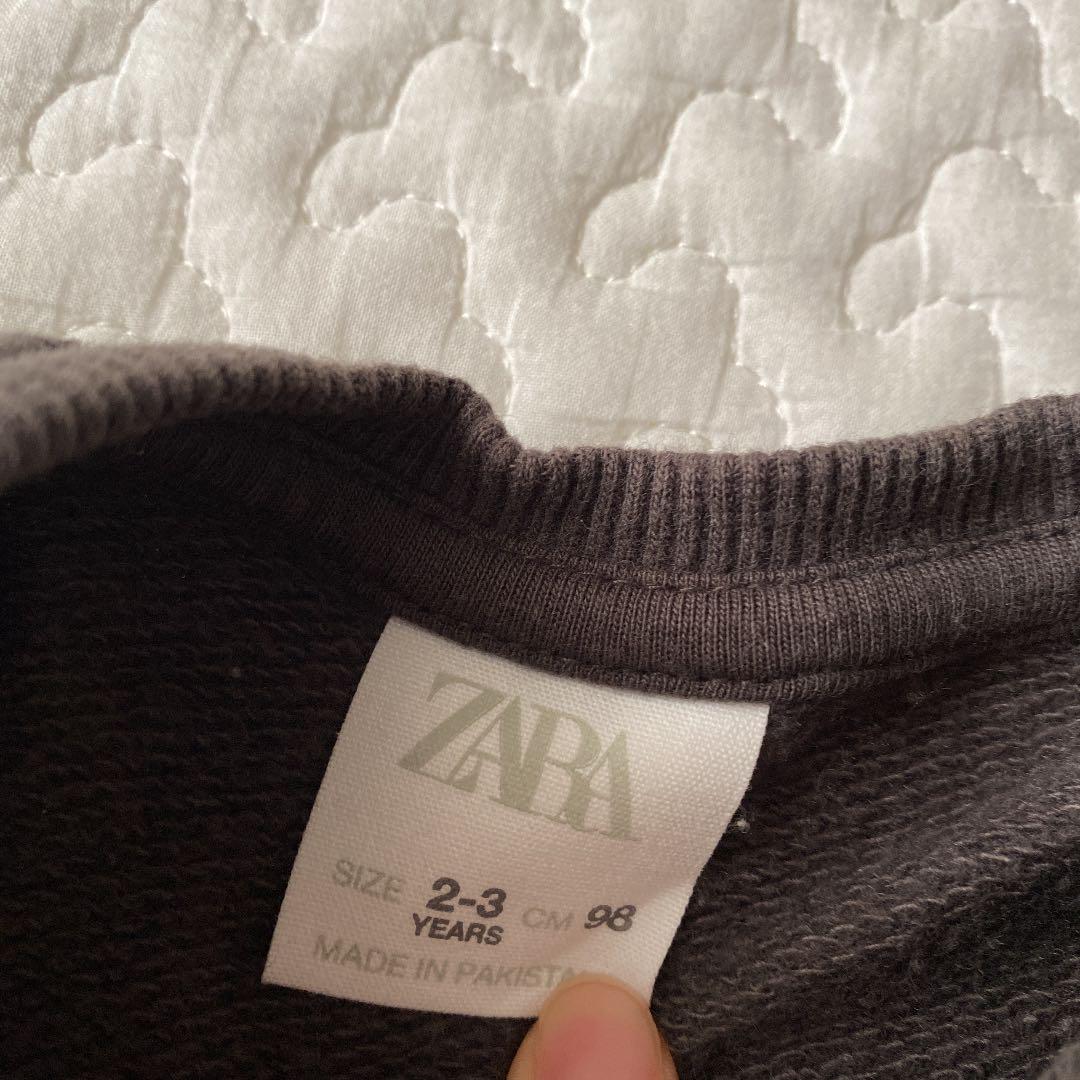 ZARA
SIZE 2-3 YEARS CM 98
MADE IN PAKISTA